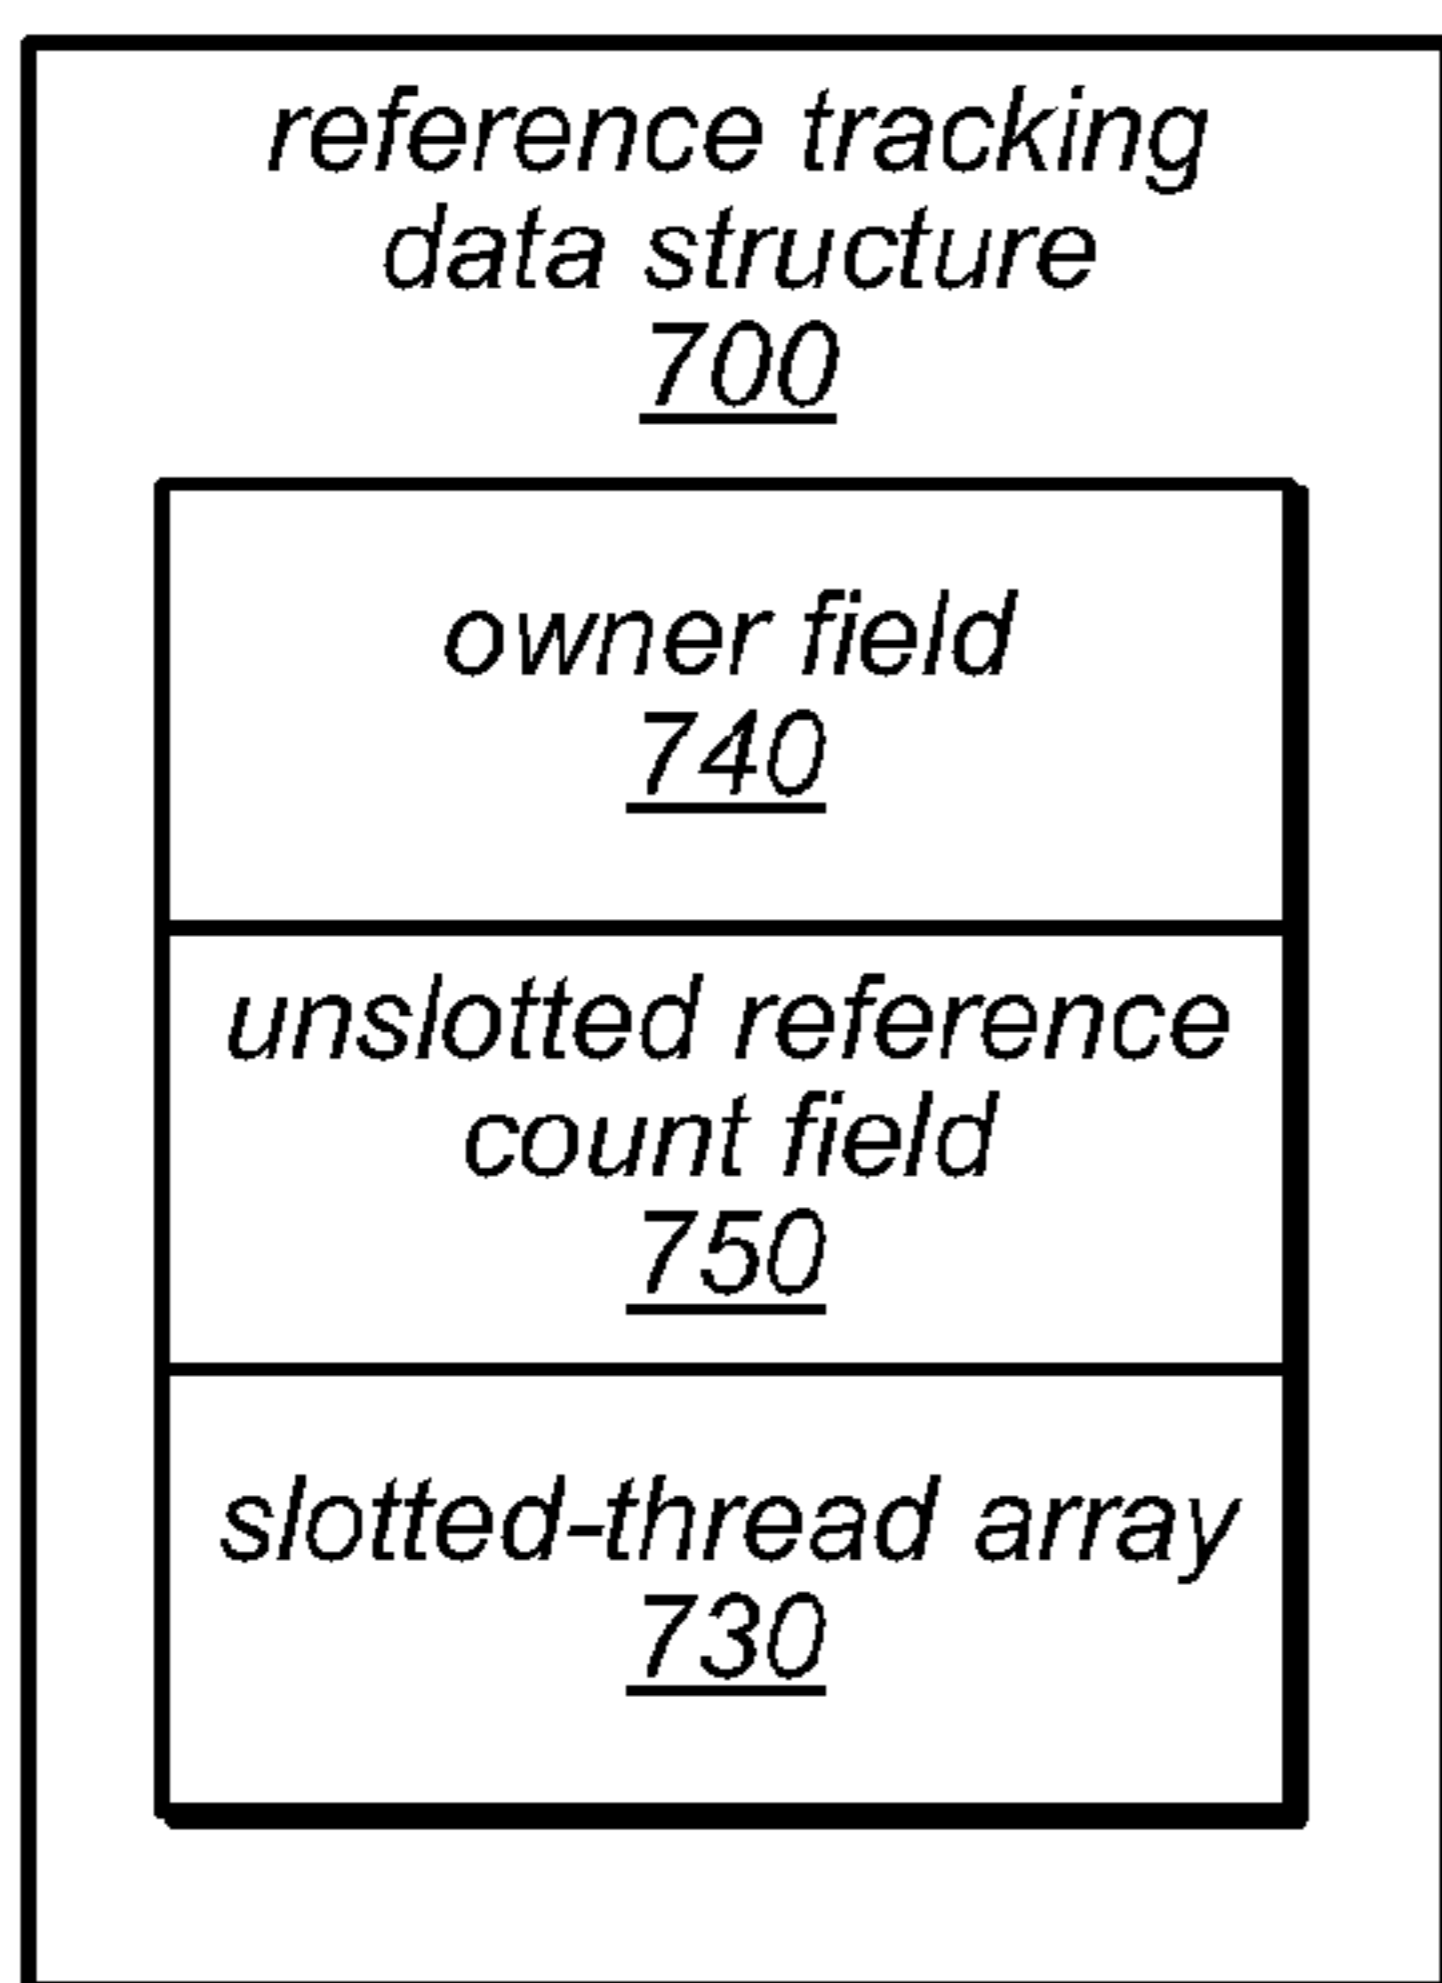 reference tracking
data structure
700
owner field
740
unslotted reference
count field
750
slotted-thread array
730